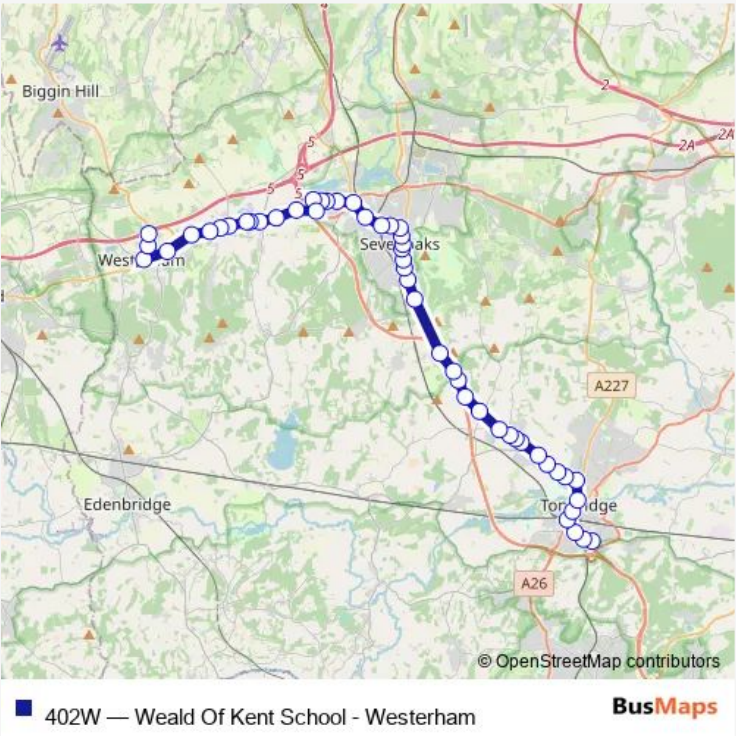 Biggin Hill
2
2A
2A
5
5
5
5
Sevenoaks
Westerham
A227
Edenbridge
Tonbridge
A26
© OpenStreetMap contributors
402W — Weald Of Kent School - Westerham
BusMaps